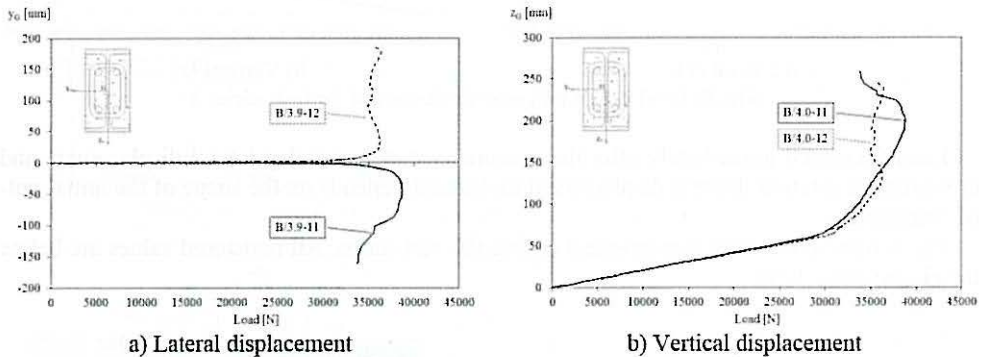 y_G [mm]
200
150
100
50
0
-50
-100
-150
-200
0 5000 10000 15000 20000 25000 30000 35000 40000 45000
Load [N]
B/3.9-12
B/3.9-11
a) Lateral displacement
z_G [mm]
300
250
200
150
100
50
0
0 5000 10000 15000 20000 25000 30000 35000 40000 45000
Load [N]
B/4.0-11
B/4.0-12
b) Vertical displacement